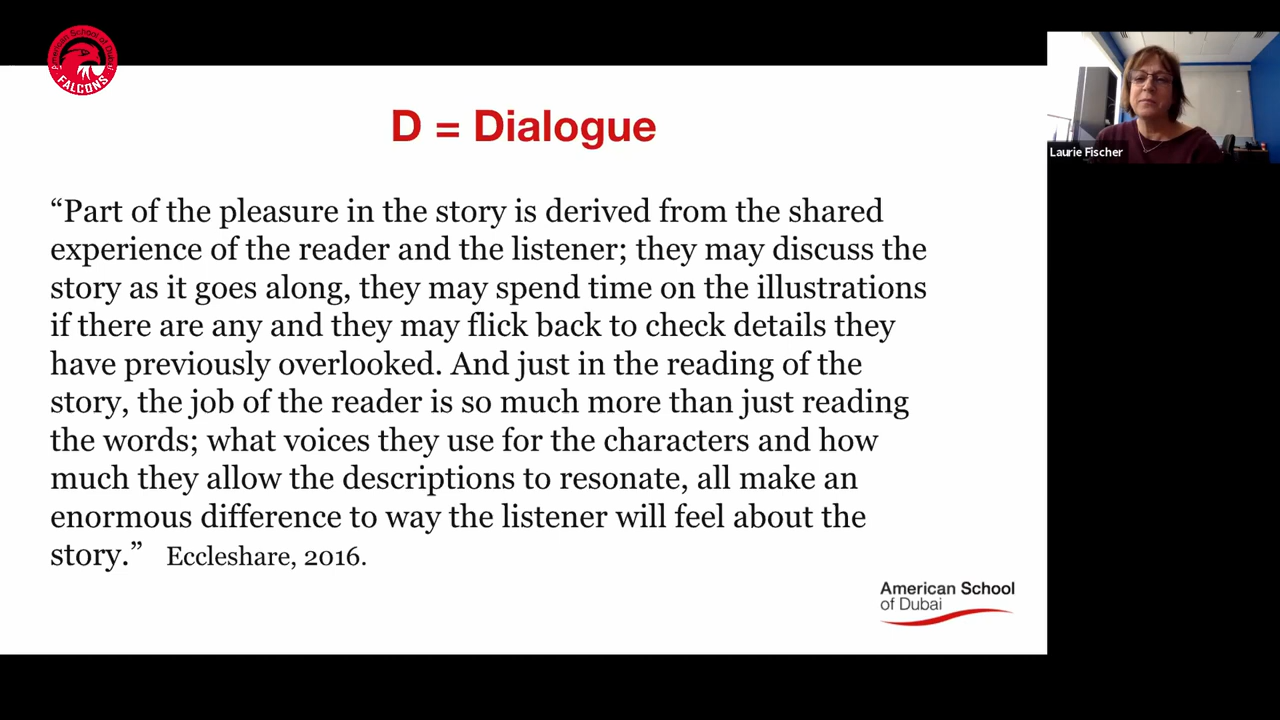 American School of Dubai
FALCONS
D = Dialogue
“Part of the pleasure in the story is derived from the shared
experience of the reader and the listener; they may discuss the
story as it goes along, they may spend time on the illustrations
if there are any and they may flick back to check details they
have previously overlooked. And just in the reading of the
story, the job of the reader is so much more than just reading
the words; what voices they use for the characters and how
much they allow the descriptions to resonate, all make an
enormous difference to way the listener will feel about the
story.” Eccleshare, 2016.
American School
of Dubai
Laurie Fischer